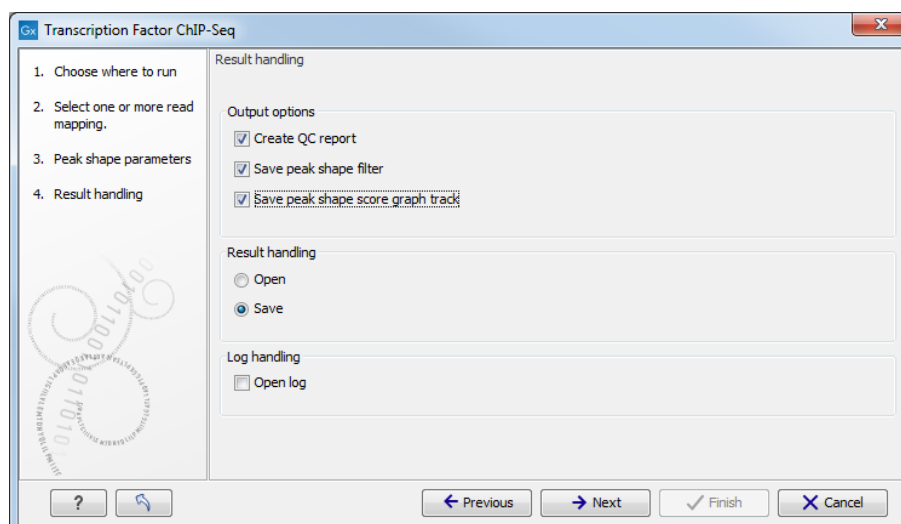 Gx Transcription Factor ChIP-Seq
1. Choose where to run
2. Select one or more read
mapping.
3. Peak shape parameters
4. Result handling
Result handling
Output options
Create QC report
Save peak shape filter
Save peak shape score graph track
Result handling
Open
Save
Log handling
Open log
? Previous Next Finish Cancel